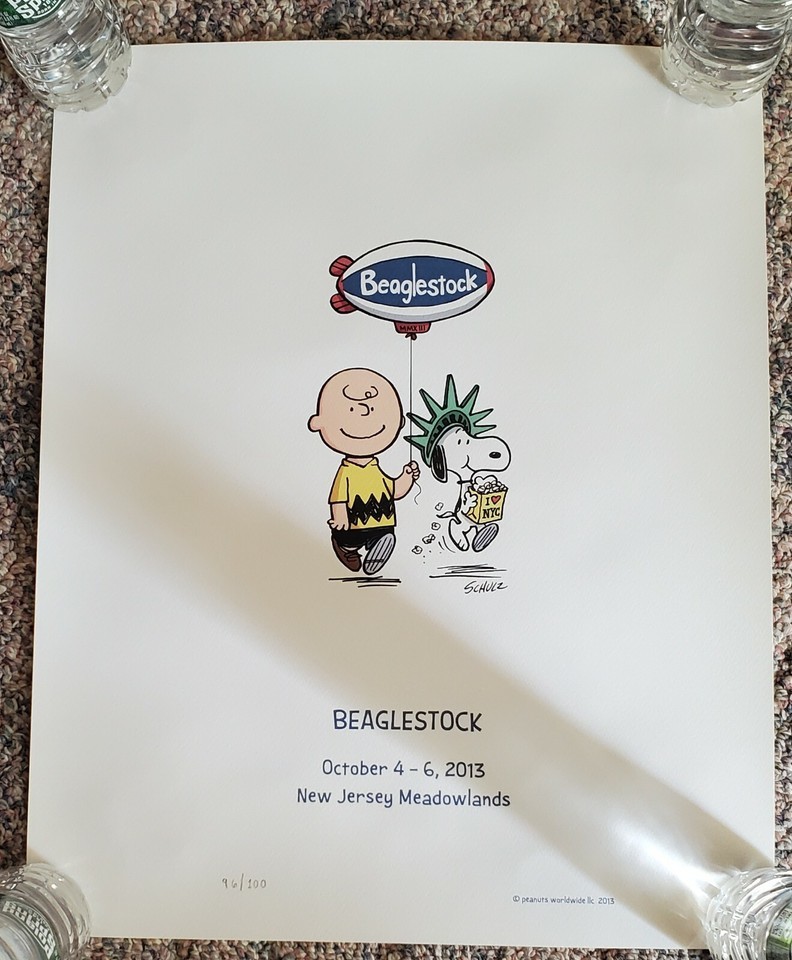 Beaglestock
MMXIII
I ♥
NYC
SCHULZ
BEAGLESTOCK
October 4 – 6, 2013
New Jersey Meadowlands
96/100
© peanuts worldwide llc 2013